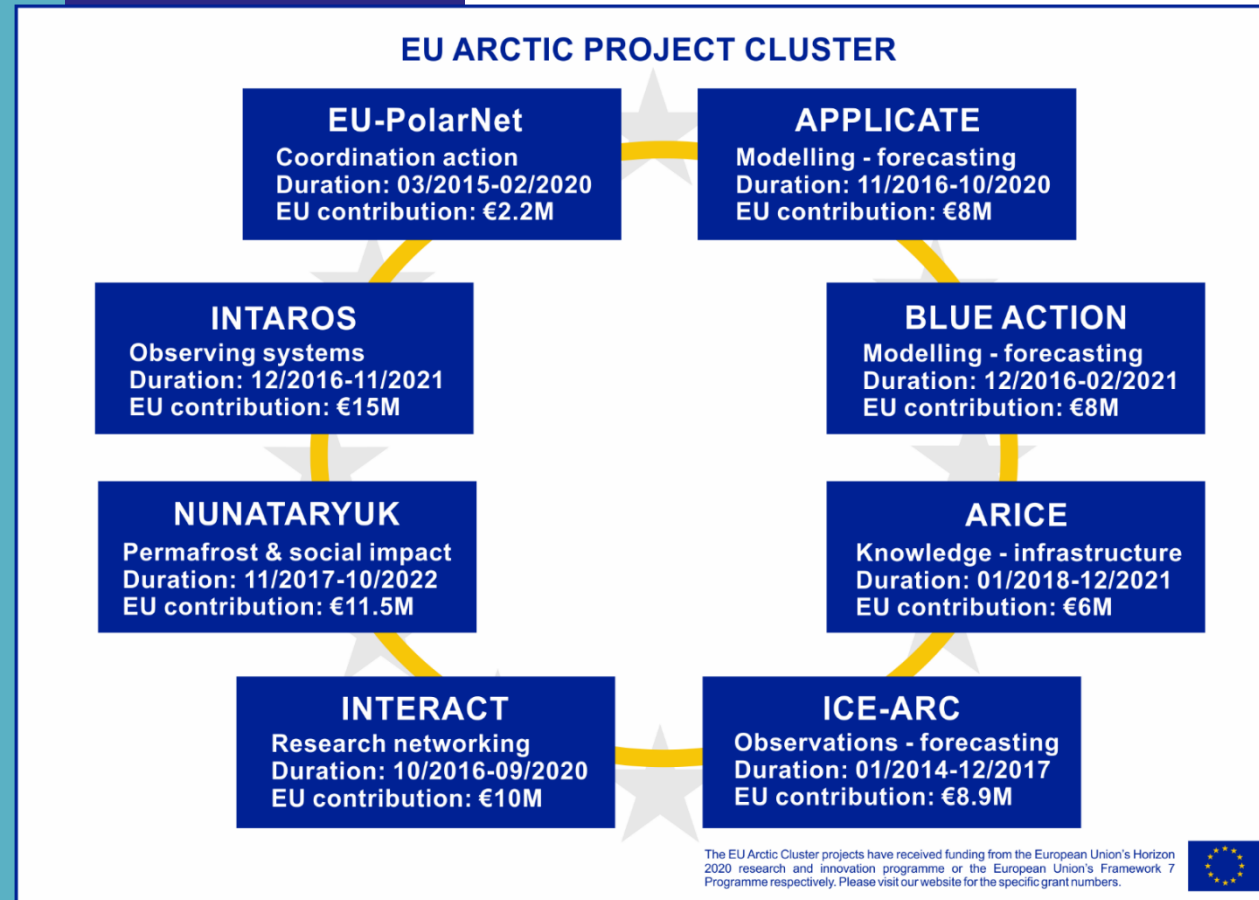 EU ARCTIC PROJECT CLUSTER
EU-PolarNet
Coordination action
Duration: 03/2015-02/2020
EU contribution: €2.2M
APPLICATE
Modelling - forecasting
Duration: 11/2016-10/2020
EU contribution: €8M
INTAROS
Observing systems
Duration: 12/2016-11/2021
EU contribution: €15M
BLUE ACTION
Modelling - forecasting
Duration: 12/2016-02/2021
EU contribution: €8M
NUNATARYUK
Permafrost & social impact
Duration: 11/2017-10/2022
EU contribution: €11.5M
ARICE
Knowledge - infrastructure
Duration: 01/2018-12/2021
EU contribution: €6M
INTERACT
Research networking
Duration: 10/2016-09/2020
EU contribution: €10M
ICE-ARC
Observations - forecasting
Duration: 01/2014-12/2017
EU contribution: €8.9M
The EU Arctic Cluster projects have received funding from the European Union's Horizon
2020 research and innovation programme or the European Union's Framework 7
Programme respectively. Please visit our website for the specific grant numbers.